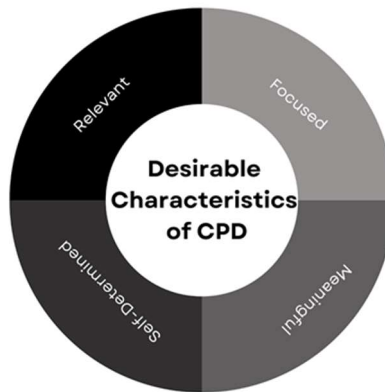 Relevant
Focused
Desirable
Characteristics
of CPD
Self-Determined
Meaningful